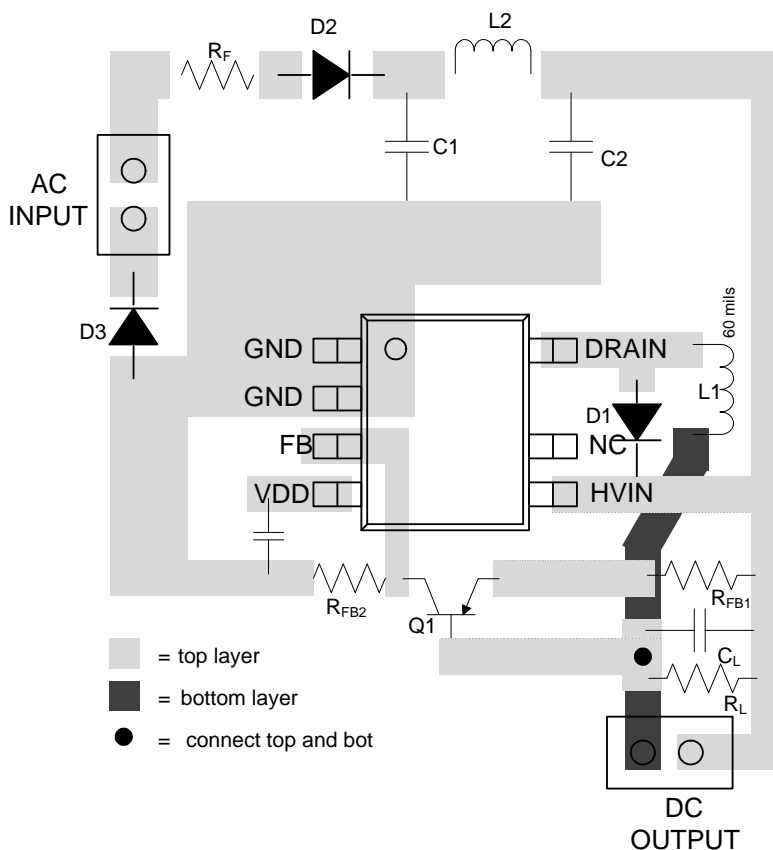 D2
L2
RF
C1
C2
AC
INPUT
60 mils
D3
GND
DRAIN
L1
GND
D1
FB
NC
VDD
HVIN
RFB2
RFB1
Q1
CL
= top layer
RL
= bottom layer
= connect top and bot
DC
OUTPUT